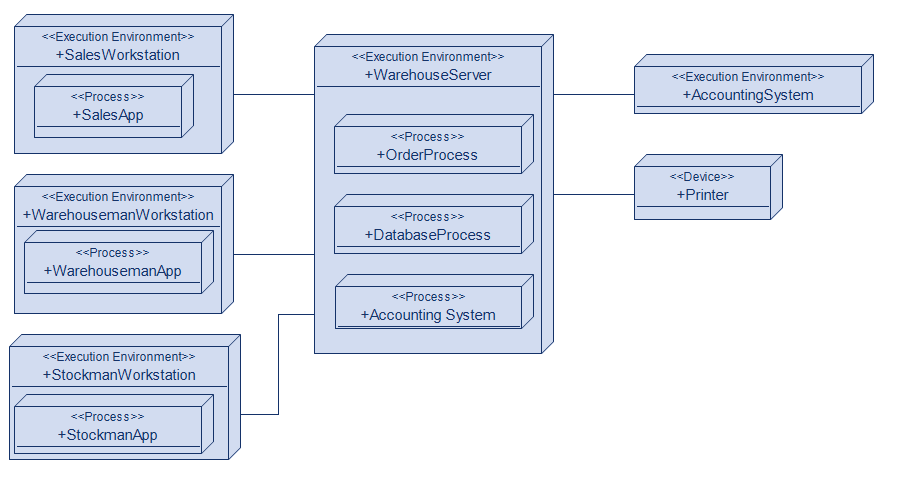 <<Execution Environment>>
+SalesWorkstation
<<Process>>
+SalesApp
<<Execution Environment>>
+WarehousemanWorkstation
<<Process>>
+WarehousemanApp
<<Execution Environment>>
+StockmanWorkstation
<<Process>>
+StockmanApp
<<Execution Environment>>
+WarehouseServer
<<Process>>
+OrderProcess
<<Process>>
+DatabaseProcess
<<Process>>
+Accounting System
<<Execution Environment>>
+AccountingSystem
<<Device>>
+Printer